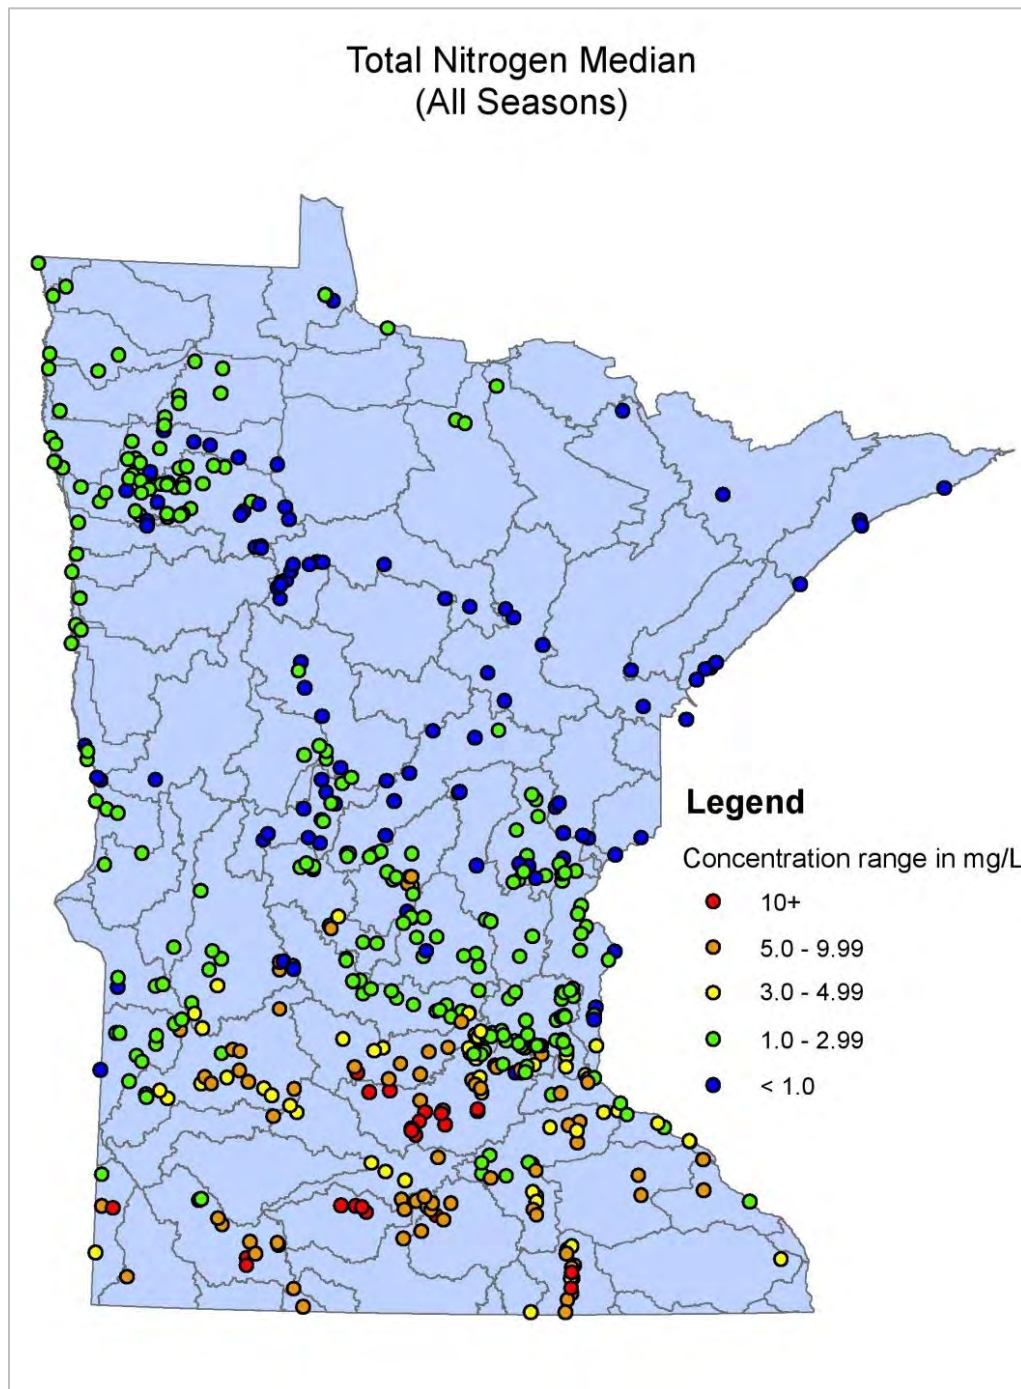 Total Nitrogen Median
(All Seasons)
Legend
Concentration range in mg/L
10+
5.0 - 9.99
3.0 - 4.99
1.0 - 2.99
< 1.0